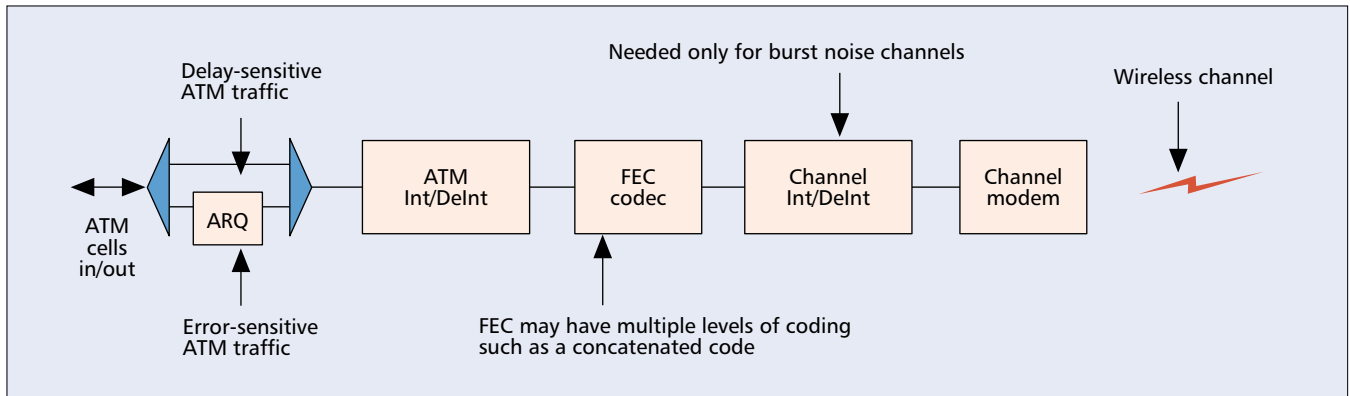 Needed only for burst noise channels
Delay-sensitive
ATM traffic
Wireless channel
ATM
Int/DeInt
FEC
codec
Channel
Int/DeInt
Channel
modem
ARQ
ATM
cells
in/out
Error-sensitive
ATM traffic
FEC may have multiple levels of coding
such as a concatenated code